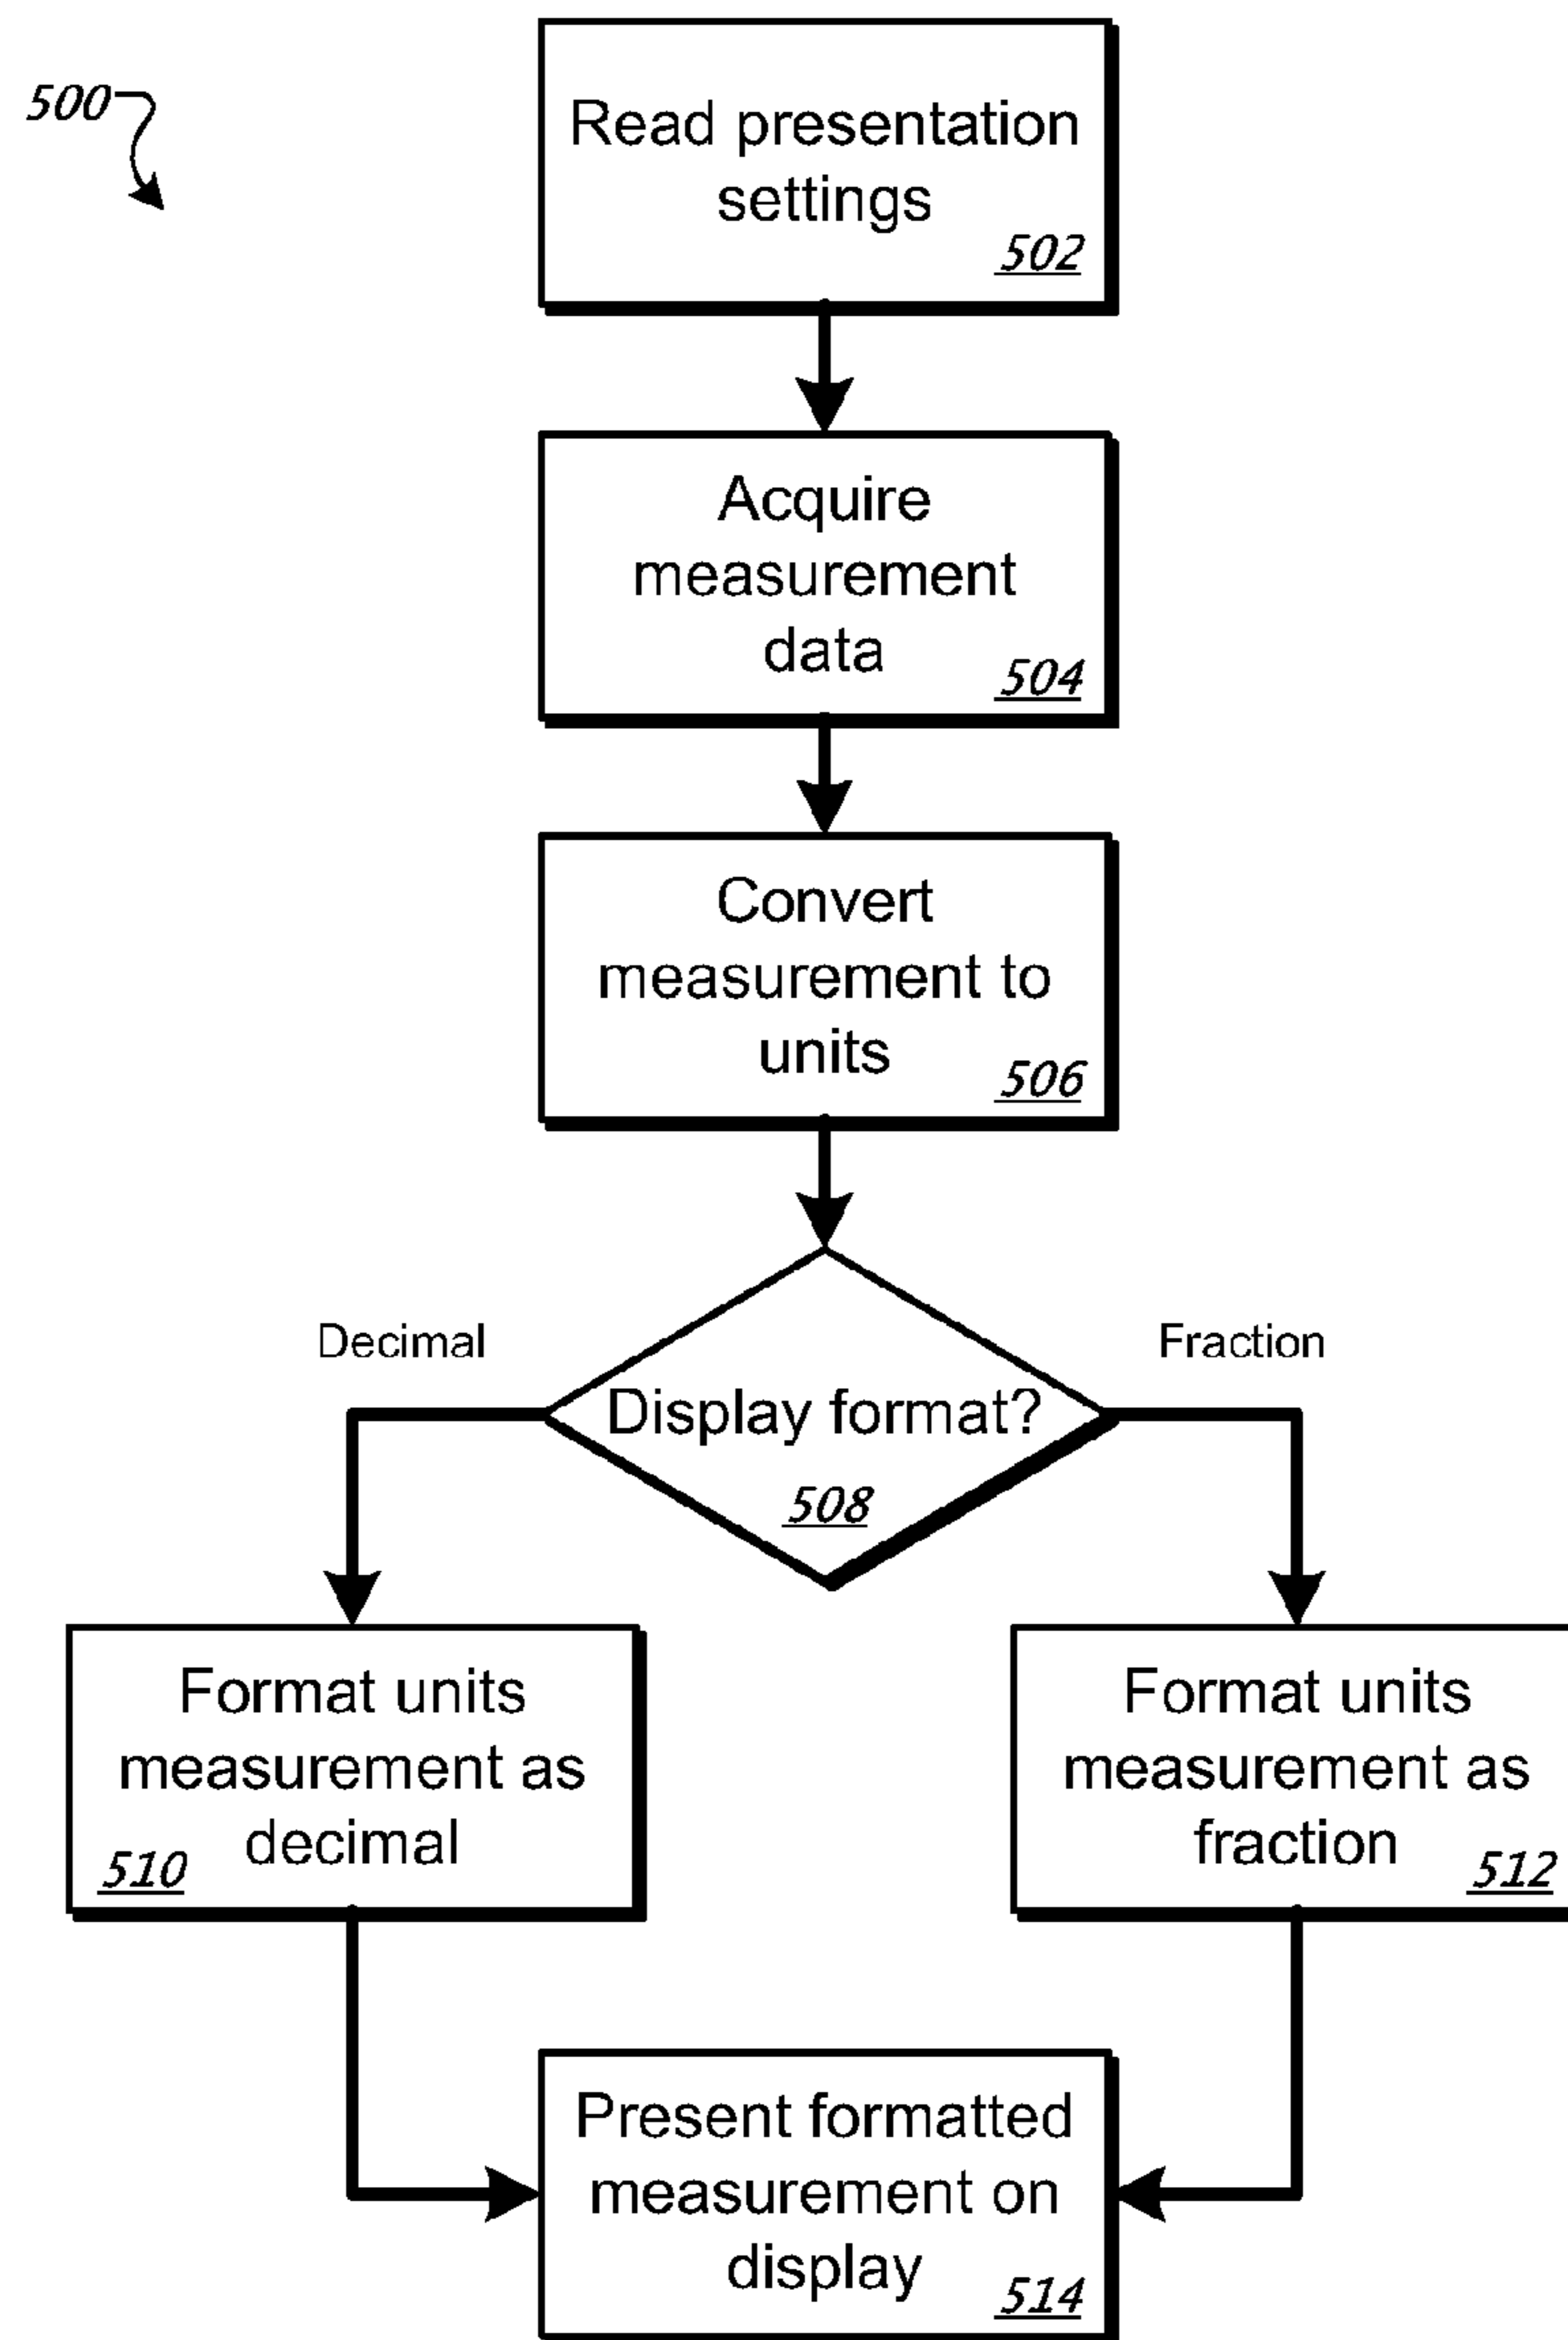 500
Read presentation
settings
502
Acquire
measurement
data
504
Convert
measurement to
units
506
Decimal
Fraction
Display format?
508
Format units
measurement as
decimal
510
Format units
measurement as
fraction
512
Present formatted
measurement on
display
514